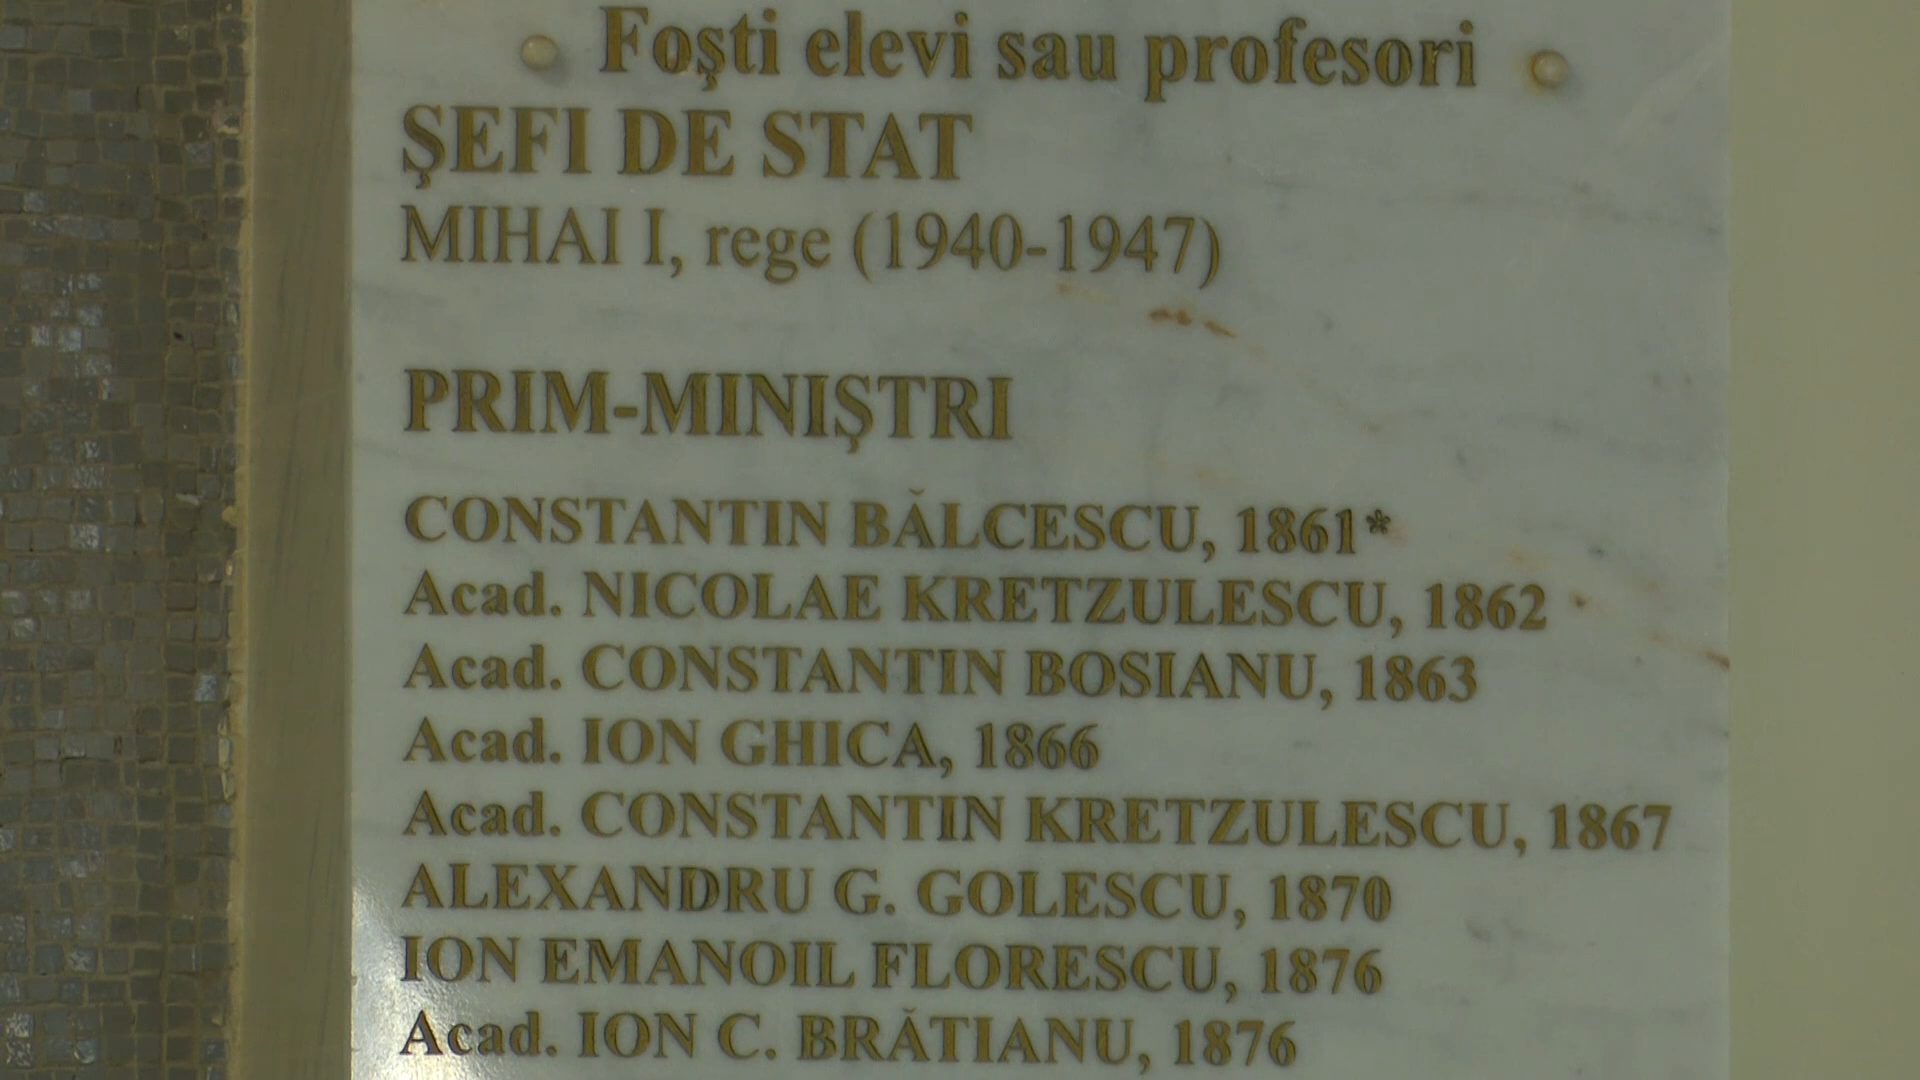 Foşti elevi sau profesori
ŞEFI DE STAT
MIHAI I, rege (1940-1947)
PRIM-MINIŞTRI
CONSTANTIN BĂLCESCU, 1861*
Acad. NICOLAE KRETZULESCU, 1862
Acad. CONSTANTIN BOSIANU, 1863
Acad. ION GHICA, 1866
Acad. CONSTANTIN KRETZULESCU, 1867
ALEXANDRU G. GOLESCU, 1870
ION EMANOIL FLORESCU, 1876
Acad. ION C. BRĂTIANU, 1876